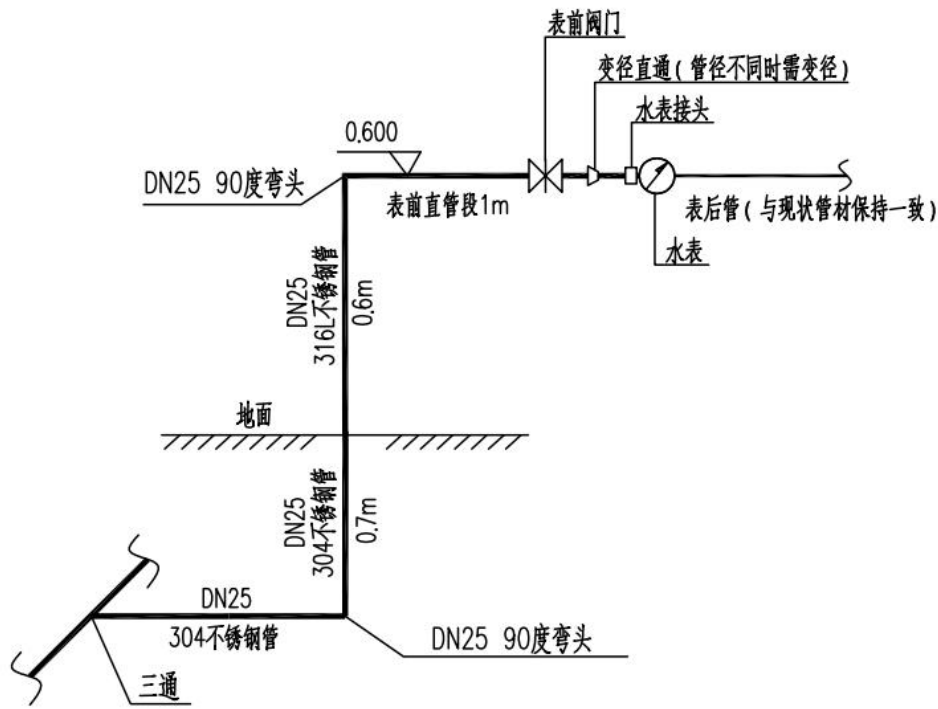 表前阀门
变径直通(管径不同时需变径)
水表接头
0.600
DN25 90度弯头
表前直管段1m
表后管(与现状管材保持一致)
水表
DN25
316L不锈钢管
0.6m
地面
DN25
304不锈钢管
0.7m
DN25
304不锈钢管
DN25 90度弯头
三通